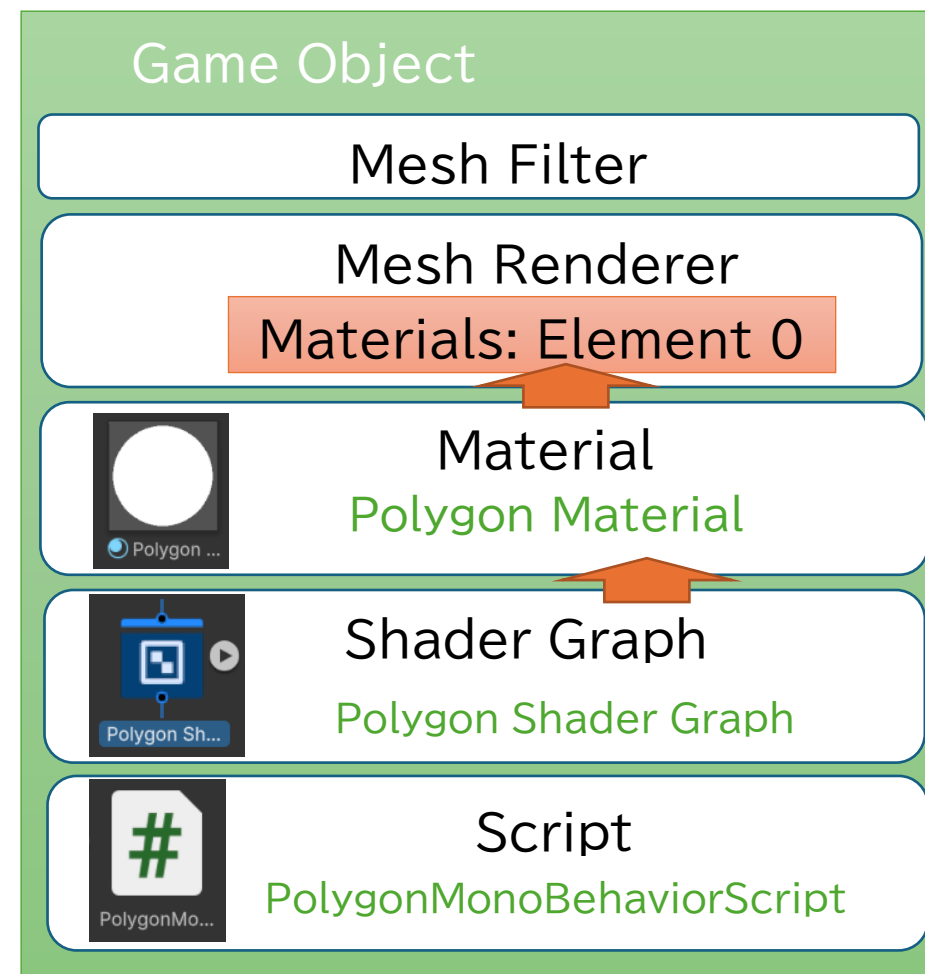 Game Object
Mesh Filter
Mesh Renderer
Materials: Element 0
Material
Polygon Material
Polygon ...
Shader Graph
Polygon Shader Graph
Polygon Sh...
Script
PolygonMonoBehaviorScript
PolygonMo...